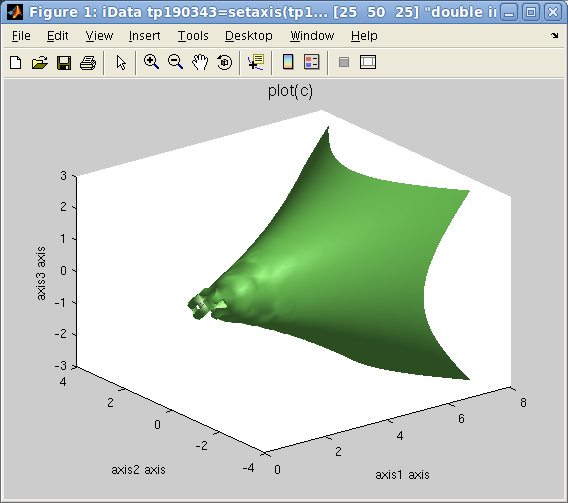 Figure 1: iData tp190343=setaxis(tp1... [25 50 25] "double in
File Edit View Insert Tools Desktop Window Help
plot(c)
3
2
1
0
-1
-2
-3
axis3 axis
4
2
0
-2
-4
axis2 axis
0
2
4
6
8
axis1 axis